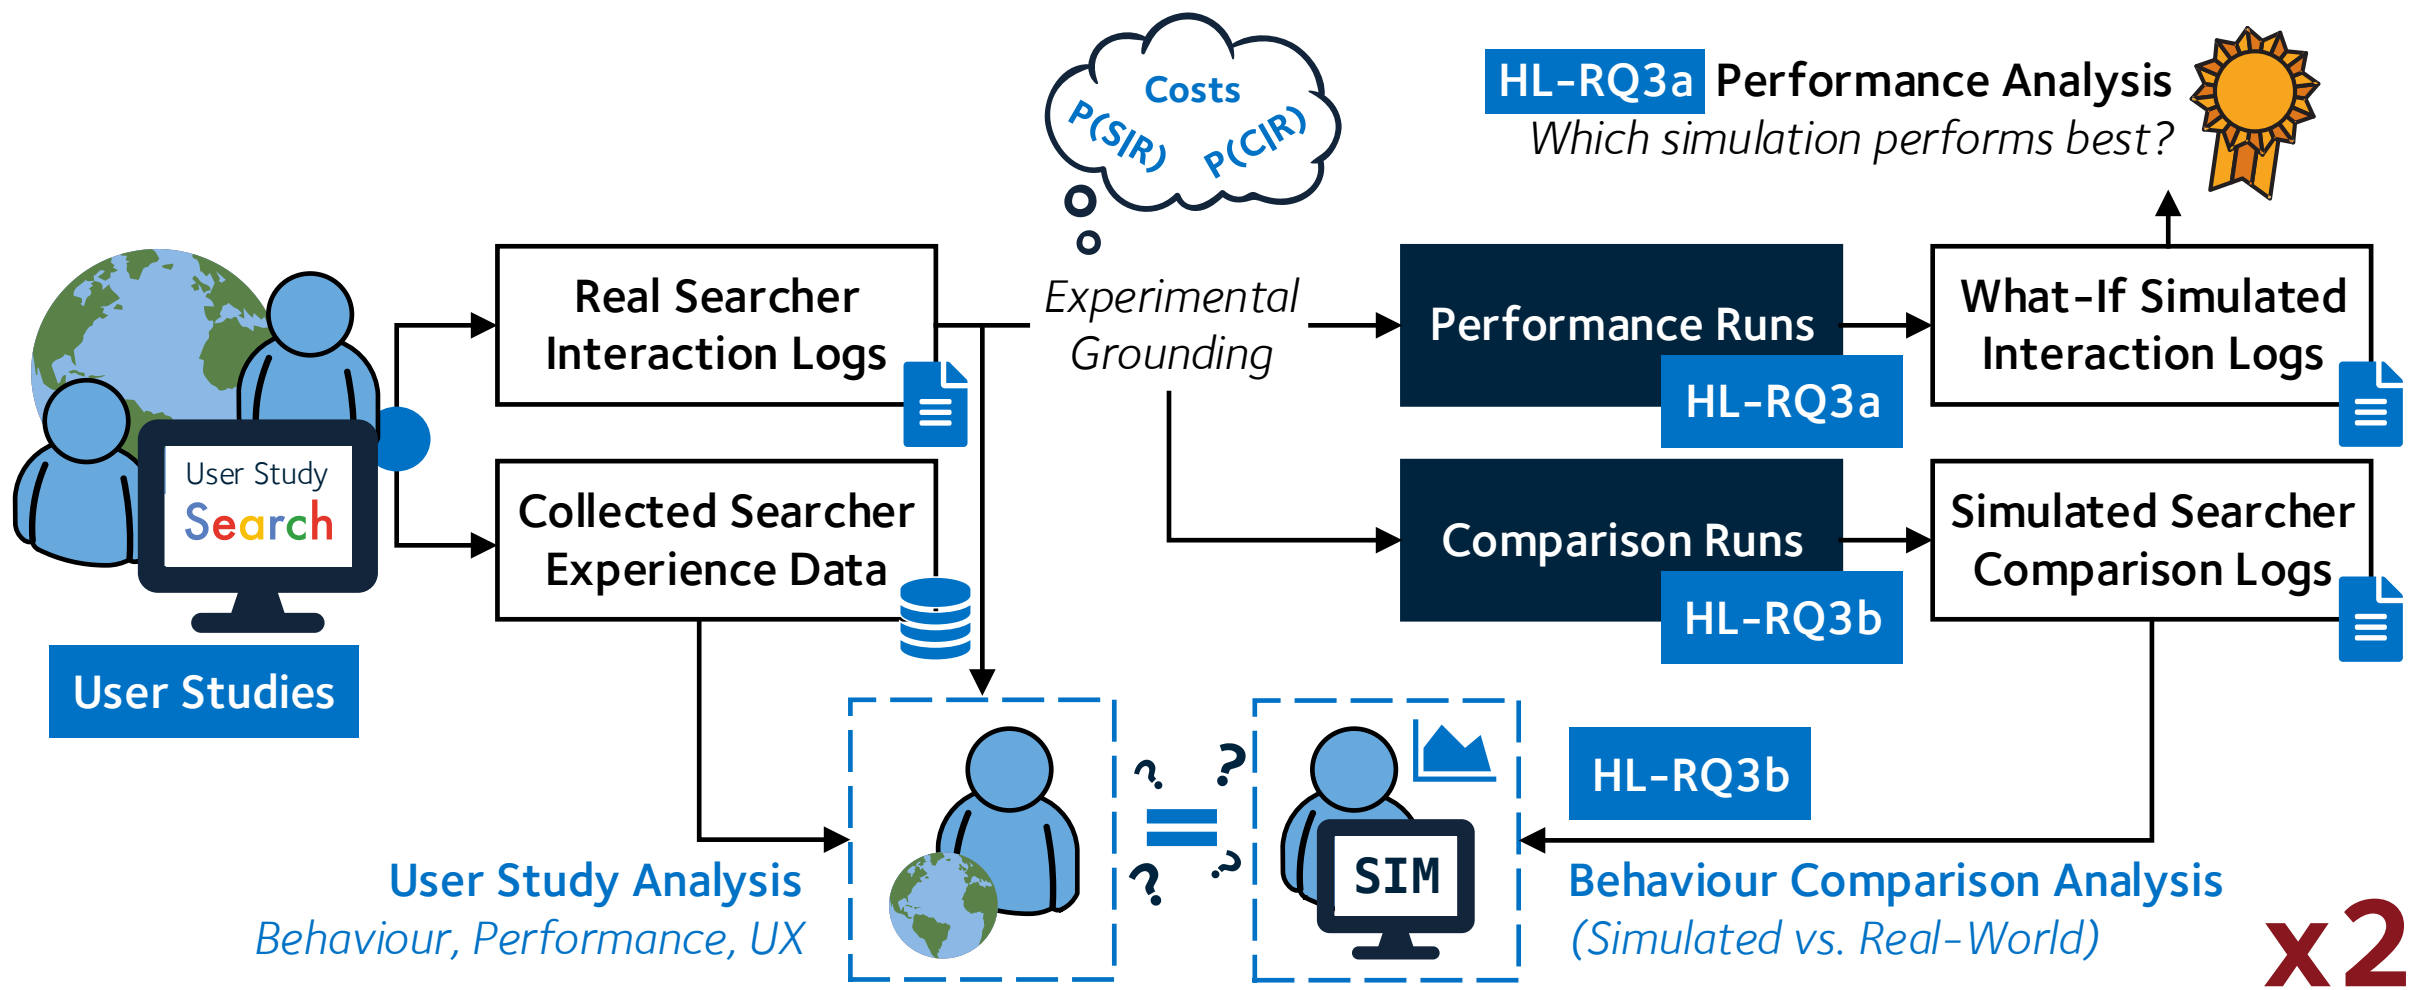 Costs
P(S|R)
P(C|R)
HL-RQ3a Performance Analysis
Which simulation performs best?
Real Searcher
Interaction Logs
Experimental
Grounding
Performance Runs
HL-RQ3a
What-If Simulated
Interaction Logs
User Study
Search
Collected Searcher
Experience Data
Comparison Runs
HL-RQ3b
Simulated Searcher
Comparison Logs
User Studies
User Study Analysis
Behaviour, Performance, UX
? ?
=
? ?
SIM
HL-RQ3b
Behaviour Comparison Analysis
(Simulated vs. Real-World)
x2